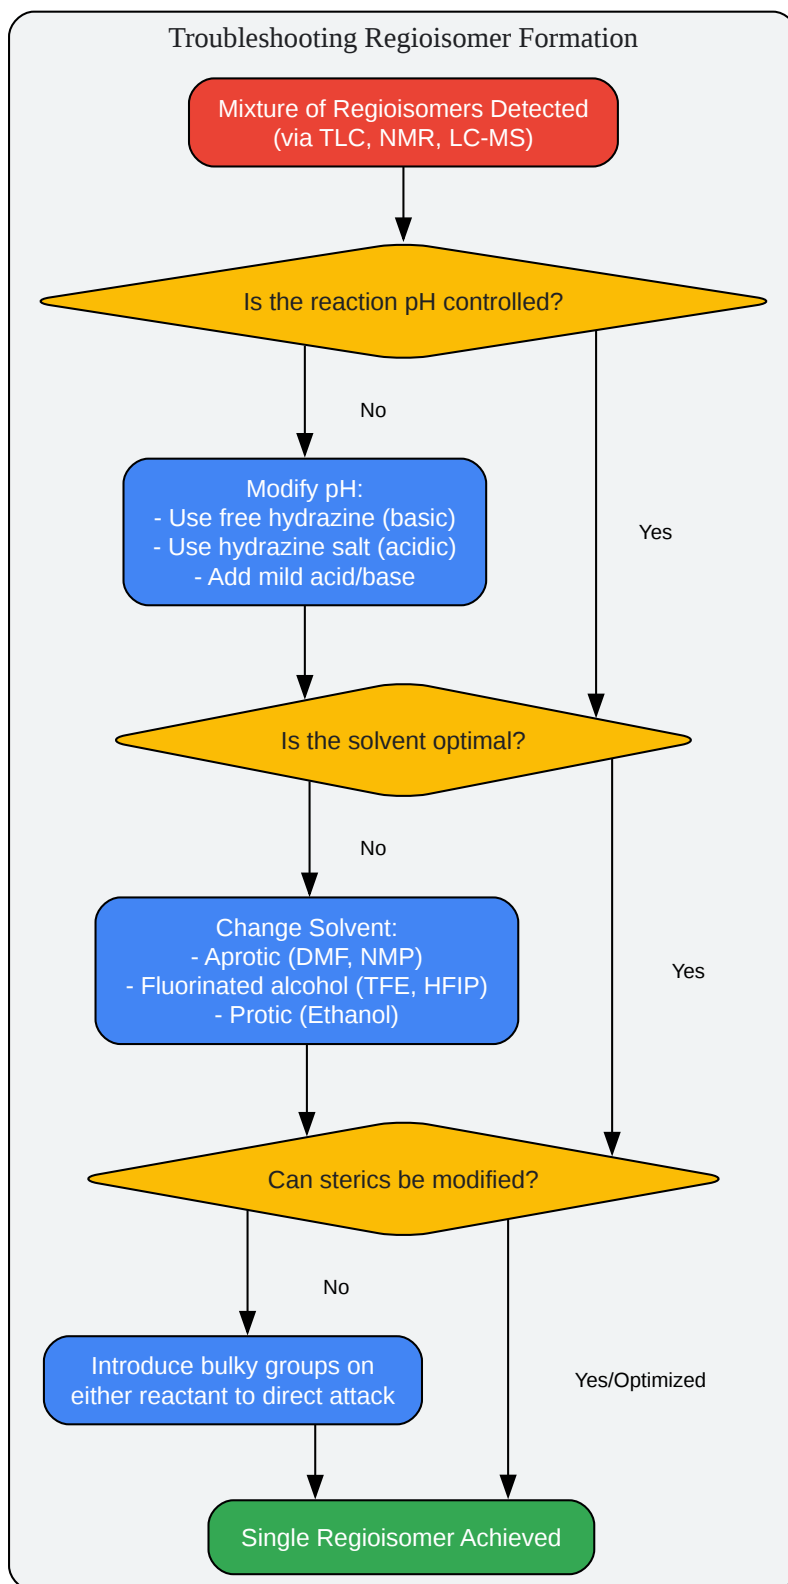 Troubleshooting Regioisomer Formation
Mixture of Regioisomers Detected
(via TLC, NMR, LC-MS)
Is the reaction pH controlled?
No
Modify pH:
- Use free hydrazine (basic)
- Use hydrazine salt (acidic)
- Add mild acid/base
Yes
Is the solvent optimal?
No
Change Solvent:
- Aprotic (DMF, NMP)
- Fluorinated alcohol (TFE, HFIP)
- Protic (Ethanol)
Yes
Can sterics be modified?
No
Introduce bulky groups on
either reactant to direct attack
Yes/Optimized
Single Regioisomer Achieved